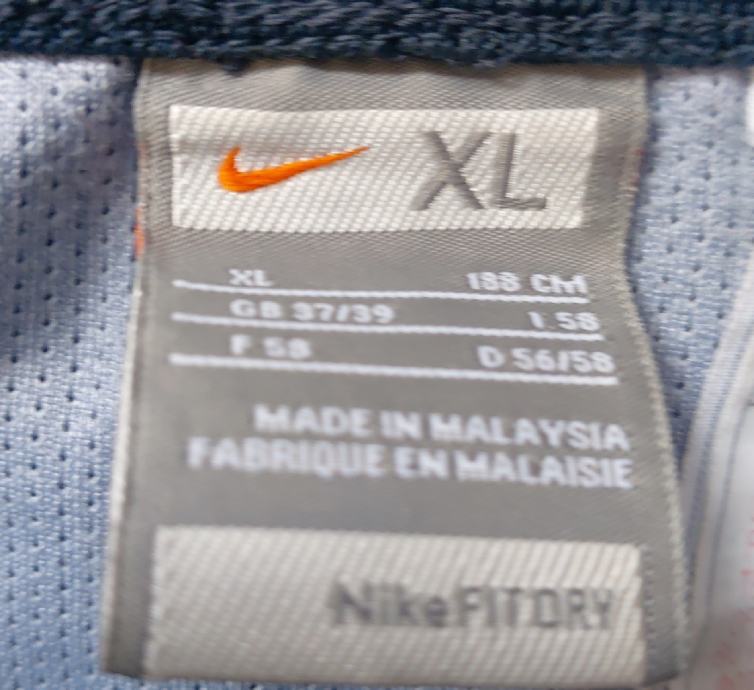 XL
XL 188 CM
GB 37/39 I 58
F 58 D 56/58
MADE IN MALAYSIA
FABRIQUE EN MALAISIE
NikeFITDRY